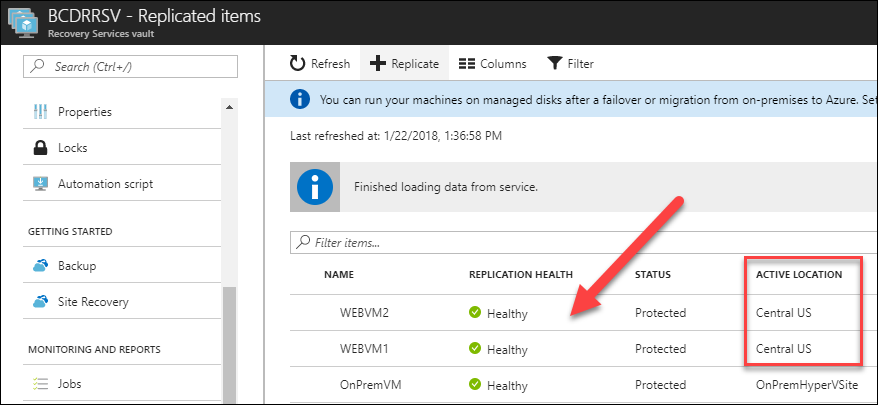 BCDRRSV - Replicated items
Recovery Services vault
Search (Ctrl+/)
Refresh
Replicate
Columns
Filter
You can run your machines on managed disks after a failover or migration from on-premises to Azure. Set
Last refreshed at: 1/22/2018, 1:36:58 PM
Properties
Locks
Automation script
Finished loading data from service.
GETTING STARTED
Backup
Site Recovery
MONITORING AND REPORTS
Jobs
Filter items...
NAME REPLICATION HEALTH STATUS ACTIVE LOCATION
WEBVM2 Healthy Protected Central US
WEBVM1 Healthy Protected Central US
OnPremVM Healthy Protected OnPremHyperVSite